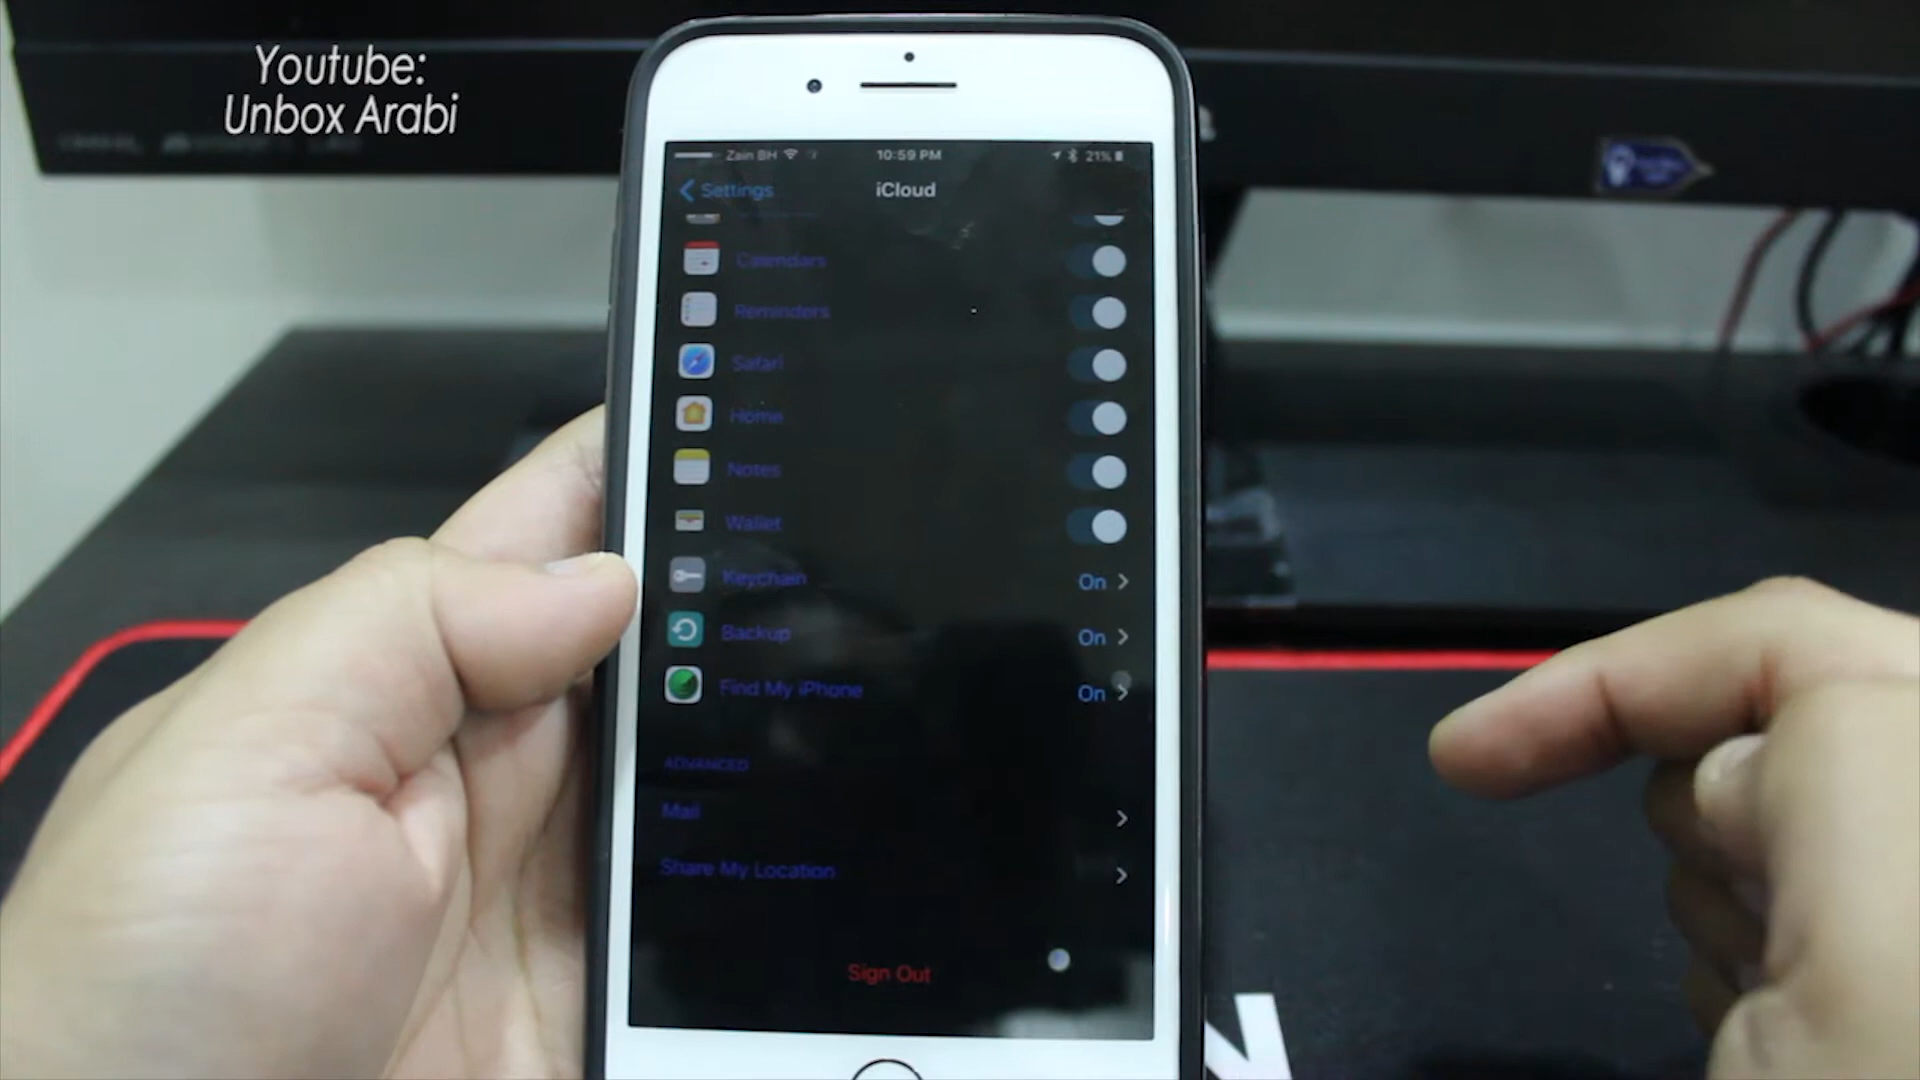 Youtube:
Unbox Arabi
Zain BH 10:59 PM 21%
Settings iCloud
Calendars
Reminders
Safari
Home
Notes
Wallet
Keychain On
Backup On
Find My iPhone On
ADVANCED
Mail
Share My Location
Sign Out